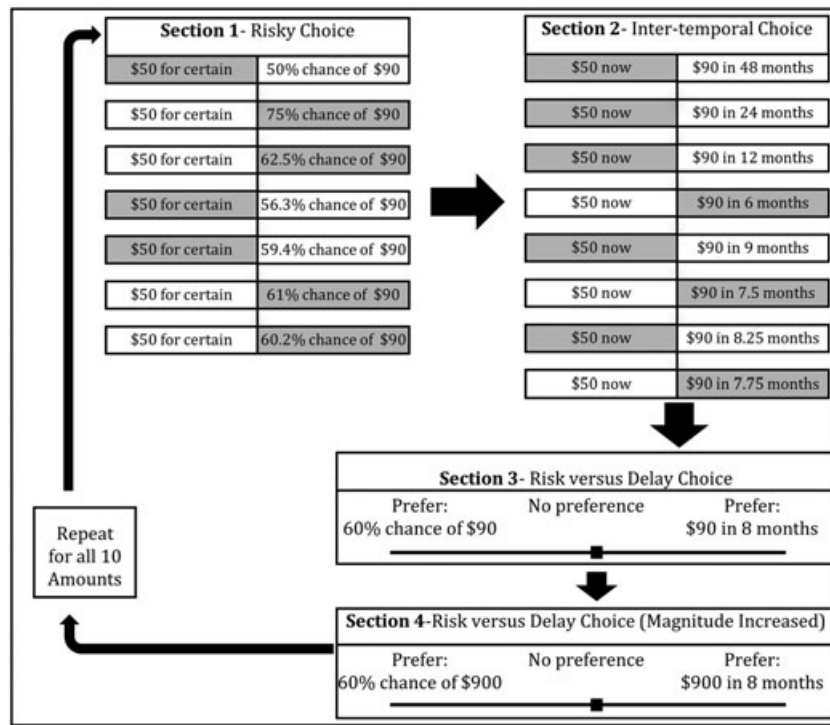 Section 1- Risky Choice
$50 for certain 50% chance of $90
$50 for certain 75% chance of $90
$50 for certain 62.5% chance of $90
$50 for certain 56.3% chance of $90
$50 for certain 59.4% chance of $90
$50 for certain 61% chance of $90
$50 for certain 60.2% chance of $90
Section 2- Inter-temporal Choice
$50 now $90 in 48 months
$50 now $90 in 24 months
$50 now $90 in 12 months
$50 now $90 in 6 months
$50 now $90 in 9 months
$50 now $90 in 7.5 months
$50 now $90 in 8.25 months
$50 now $90 in 7.75 months
Section 3- Risk versus Delay Choice
Prefer: No preference Prefer:
60% chance of $90 $90 in 8 months
Section 4-Risk versus Delay Choice (Magnitude Increased)
Prefer: No preference Prefer:
60% chance of $900 $900 in 8 months
Repeat
for all 10
Amounts